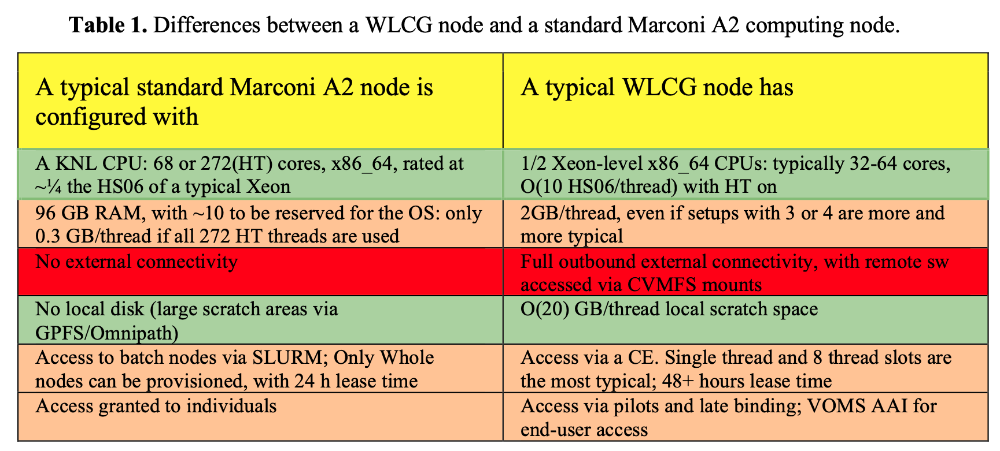 Table 1. Differences between a WLCG node and a standard Marconi A2 computing node.
A typical standard Marconi A2 node is
configured with
A typical WLCG node has
A KNL CPU: 68 or 272(HT) cores, x86_64, rated at
~¼ the HS06 of a typical Xeon
1/2 Xeon-level x86_64 CPUs: typically 32-64 cores,
O(10 HS06/thread) with HT on
96 GB RAM, with ~10 to be reserved for the OS: only
0.3 GB/thread if all 272 HT threads are used
2GB/thread, even if setups with 3 or 4 are more and
more typical
No external connectivity
Full outbound external connectivity, with remote sw
accessed via CVMFS mounts
No local disk (large scratch areas via
GPFS/Omnipath)
O(20) GB/thread local scratch space
Access to batch nodes via SLURM; Only Whole
nodes can be provisioned, with 24 h lease time
Access via a CE. Single thread and 8 thread slots are
the most typical; 48+ hours lease time
Access granted to individuals
Access via pilots and late binding; VOMS AAI for
end-user access